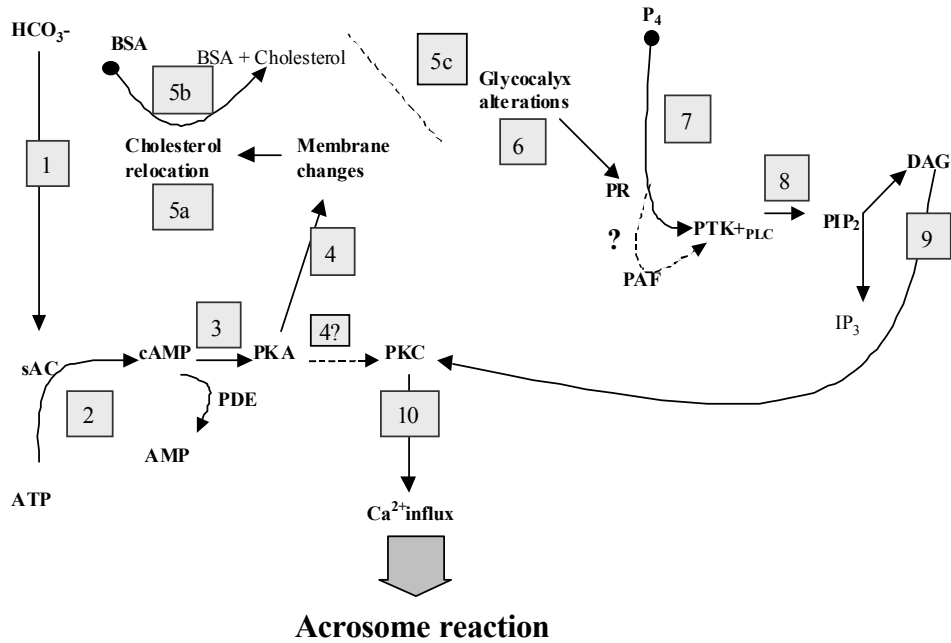 HCO₃-
BSA
BSA + Cholesterol
5b
5c
P₄
Glycocalyx
alterations
7
1
Cholesterol
relocation
Membrane
changes
6
5a
PR
8
DAG
PTK+PLC
PIP₂
9
?
PAF
4
IP₃
3
4?
sAC
cAMP
PKA
PKC
2
PDE
10
AMP
ATP
Ca²⁺influx
Acrosome reaction